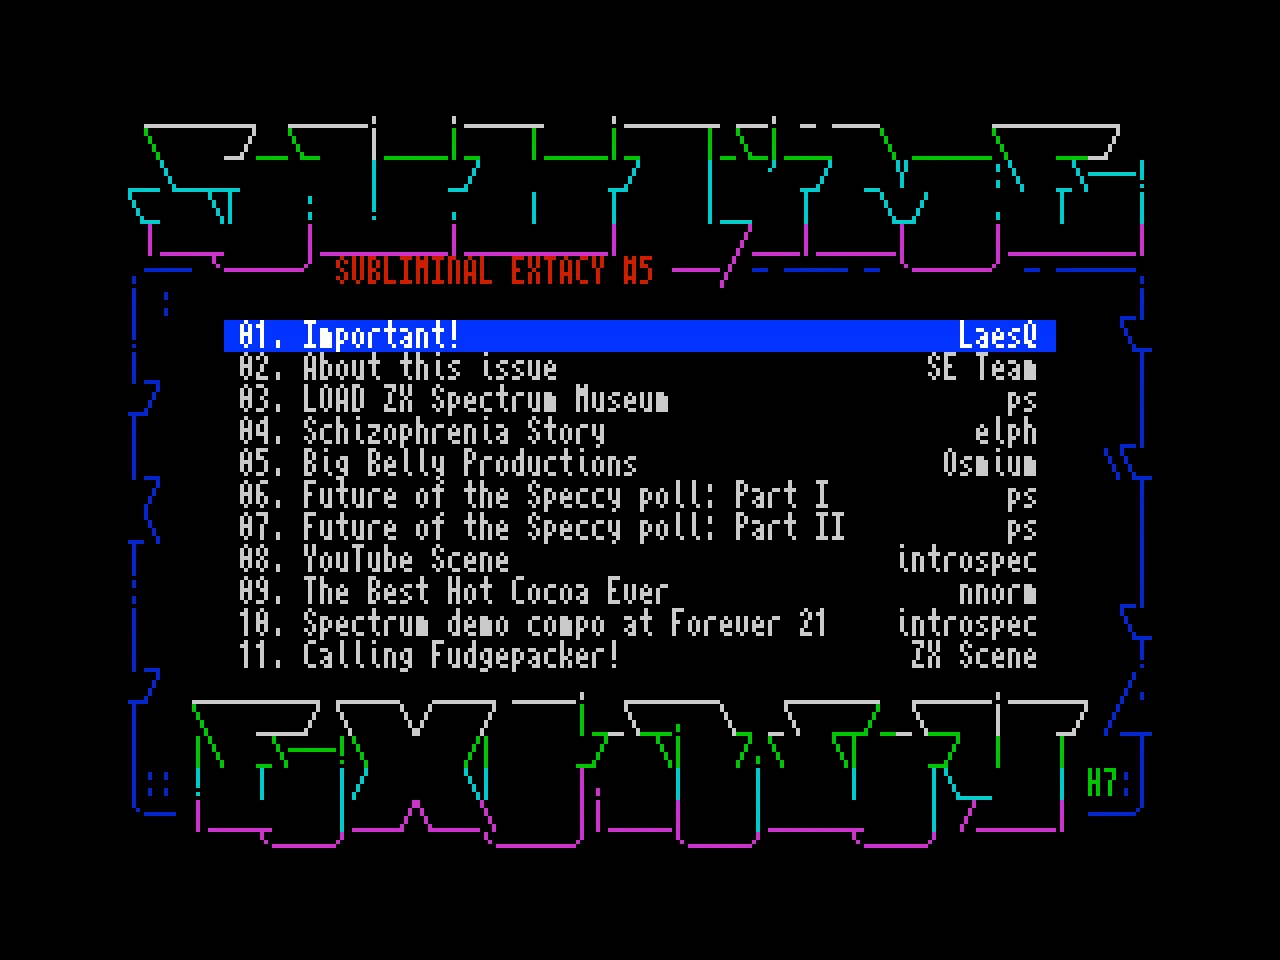 SUBLIMINAL EXTACY 05
01. Important! LaesQ
02. About this issue SE Team
03. LOAD ZX Spectrum Museum ps
04. Schizophrenia Story elph
05. Big Belly Productions Osmium
06. Future of the Speccy poll: Part I ps
07. Future of the Speccy poll: Part II ps
08. YouTube Scene introspec
09. The Best Hot Cocoa Ever nnorm
10. Spectrum demo compo at Forever 21 introspec
11. Calling Fudgepacker! ZX Scene
H7